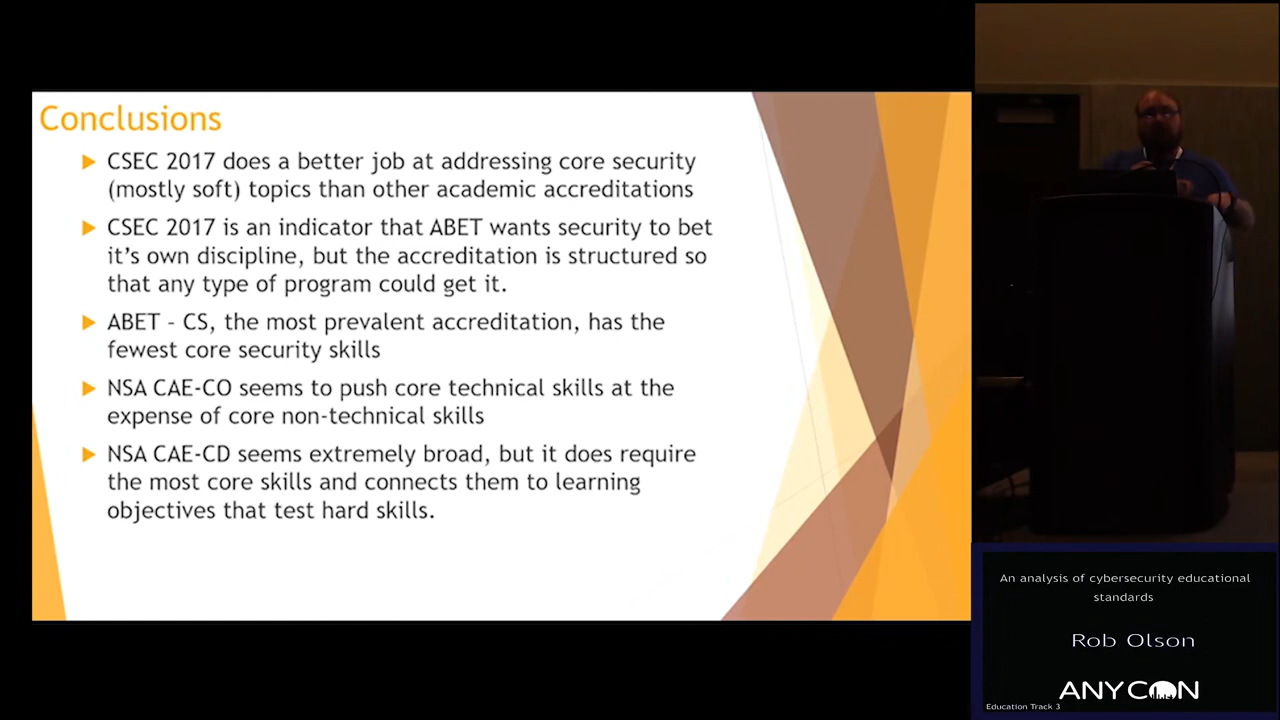 Conclusions
CSEC 2017 does a better job at addressing core security
(mostly soft) topics than other academic accreditations
CSEC 2017 is an indicator that ABET wants security to bet
it's own discipline, but the accreditation is structured so
that any type of program could get it.
ABET – CS, the most prevalent accreditation, has the
fewest core security skills
NSA CAE-CO seems to push core technical skills at the
expense of core non-technical skills
NSA CAE-CD seems extremely broad, but it does require
the most core skills and connects them to learning
objectives that test hard skills.
An analysis of cybersecurity educational
standards
Rob Olson
ANYCON
Education Track 3